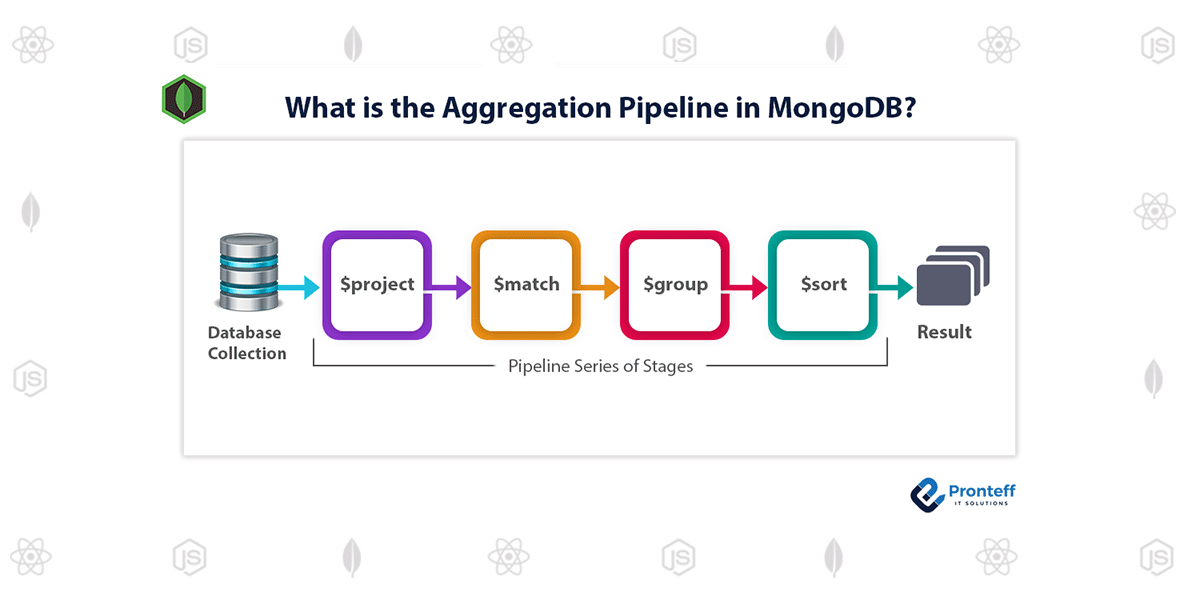 What is the Aggregation Pipeline in MongoDB?
$project
$match
$group
$sort
Database
Collection
Result
Pipeline Series of Stages
Pronteff
IT SOLUTIONS
JS
JS
JS
JS
JS
JS
JS